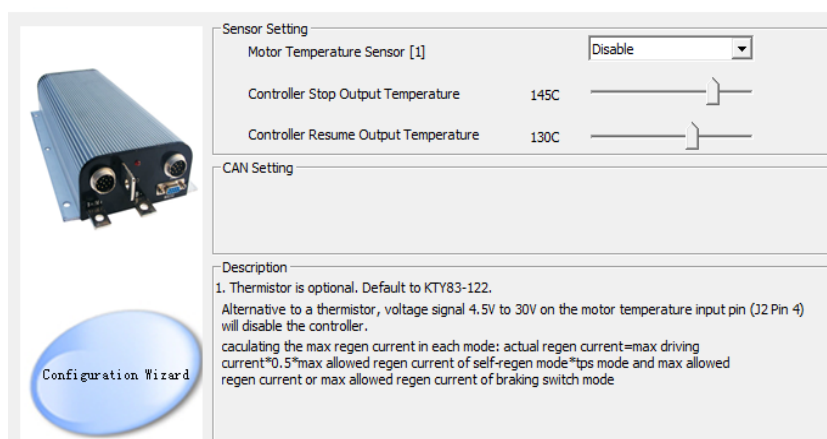 Sensor Setting
Motor Temperature Sensor [1]
Disable
Controller Stop Output Temperature
145C
Controller Resume Output Temperature
130C
CAN Setting
Description
1. Thermistor is optional. Default to KTY83-122.
Alternative to a thermistor, voltage signal 4.5V to 30V on the motor temperature input pin (J2 Pin 4)
will disable the controller.
caculating the max regen current in each mode: actual regen current=max driving
current*0.5*max allowed regen current of self-regen mode*tps mode and max allowed
regen current or max allowed regen current of braking switch mode
Configuration Wizard